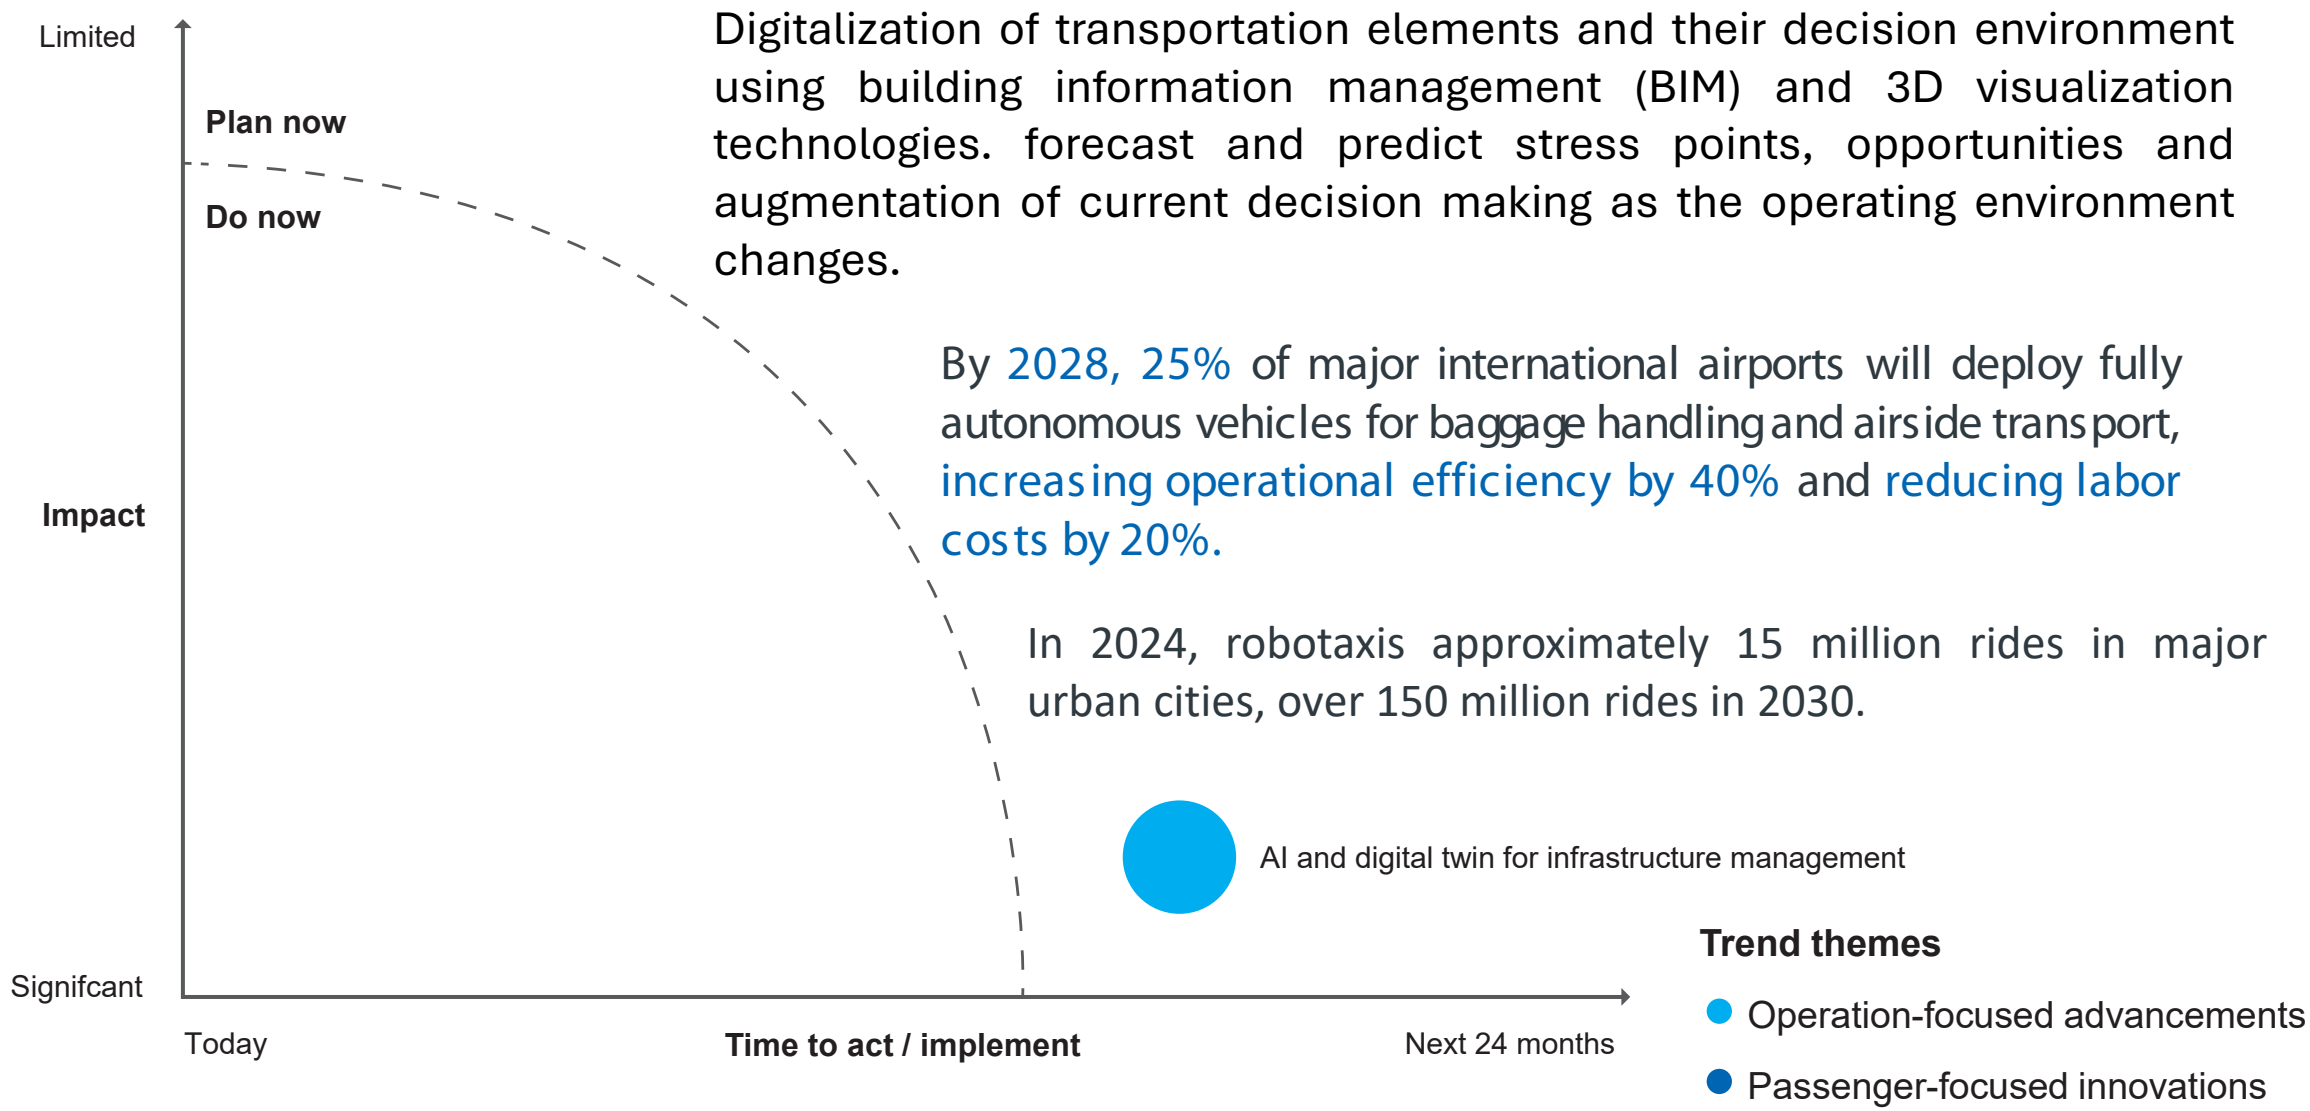 Limited
Digitalization of transportation elements and their decision environment
using building information management (BIM) and 3D visualization
technologies. forecast and predict stress points, opportunities and
augmentation of current decision making as the operating environment
changes.
Plan now
Do now
By 2028, 25% of major international airports will deploy fully
autonomous vehicles for baggage handling and airside transport,
increasing operational efficiency by 40% and reducing labor
costs by 20%.
Impact
In 2024, robotaxis approximately 15 million rides in major
urban cities, over 150 million rides in 2030.
AI and digital twin for infrastructure management
Signifcant
Today
Time to act / implement
Next 24 months
Trend themes
Operation-focused advancements
Passenger-focused innovations